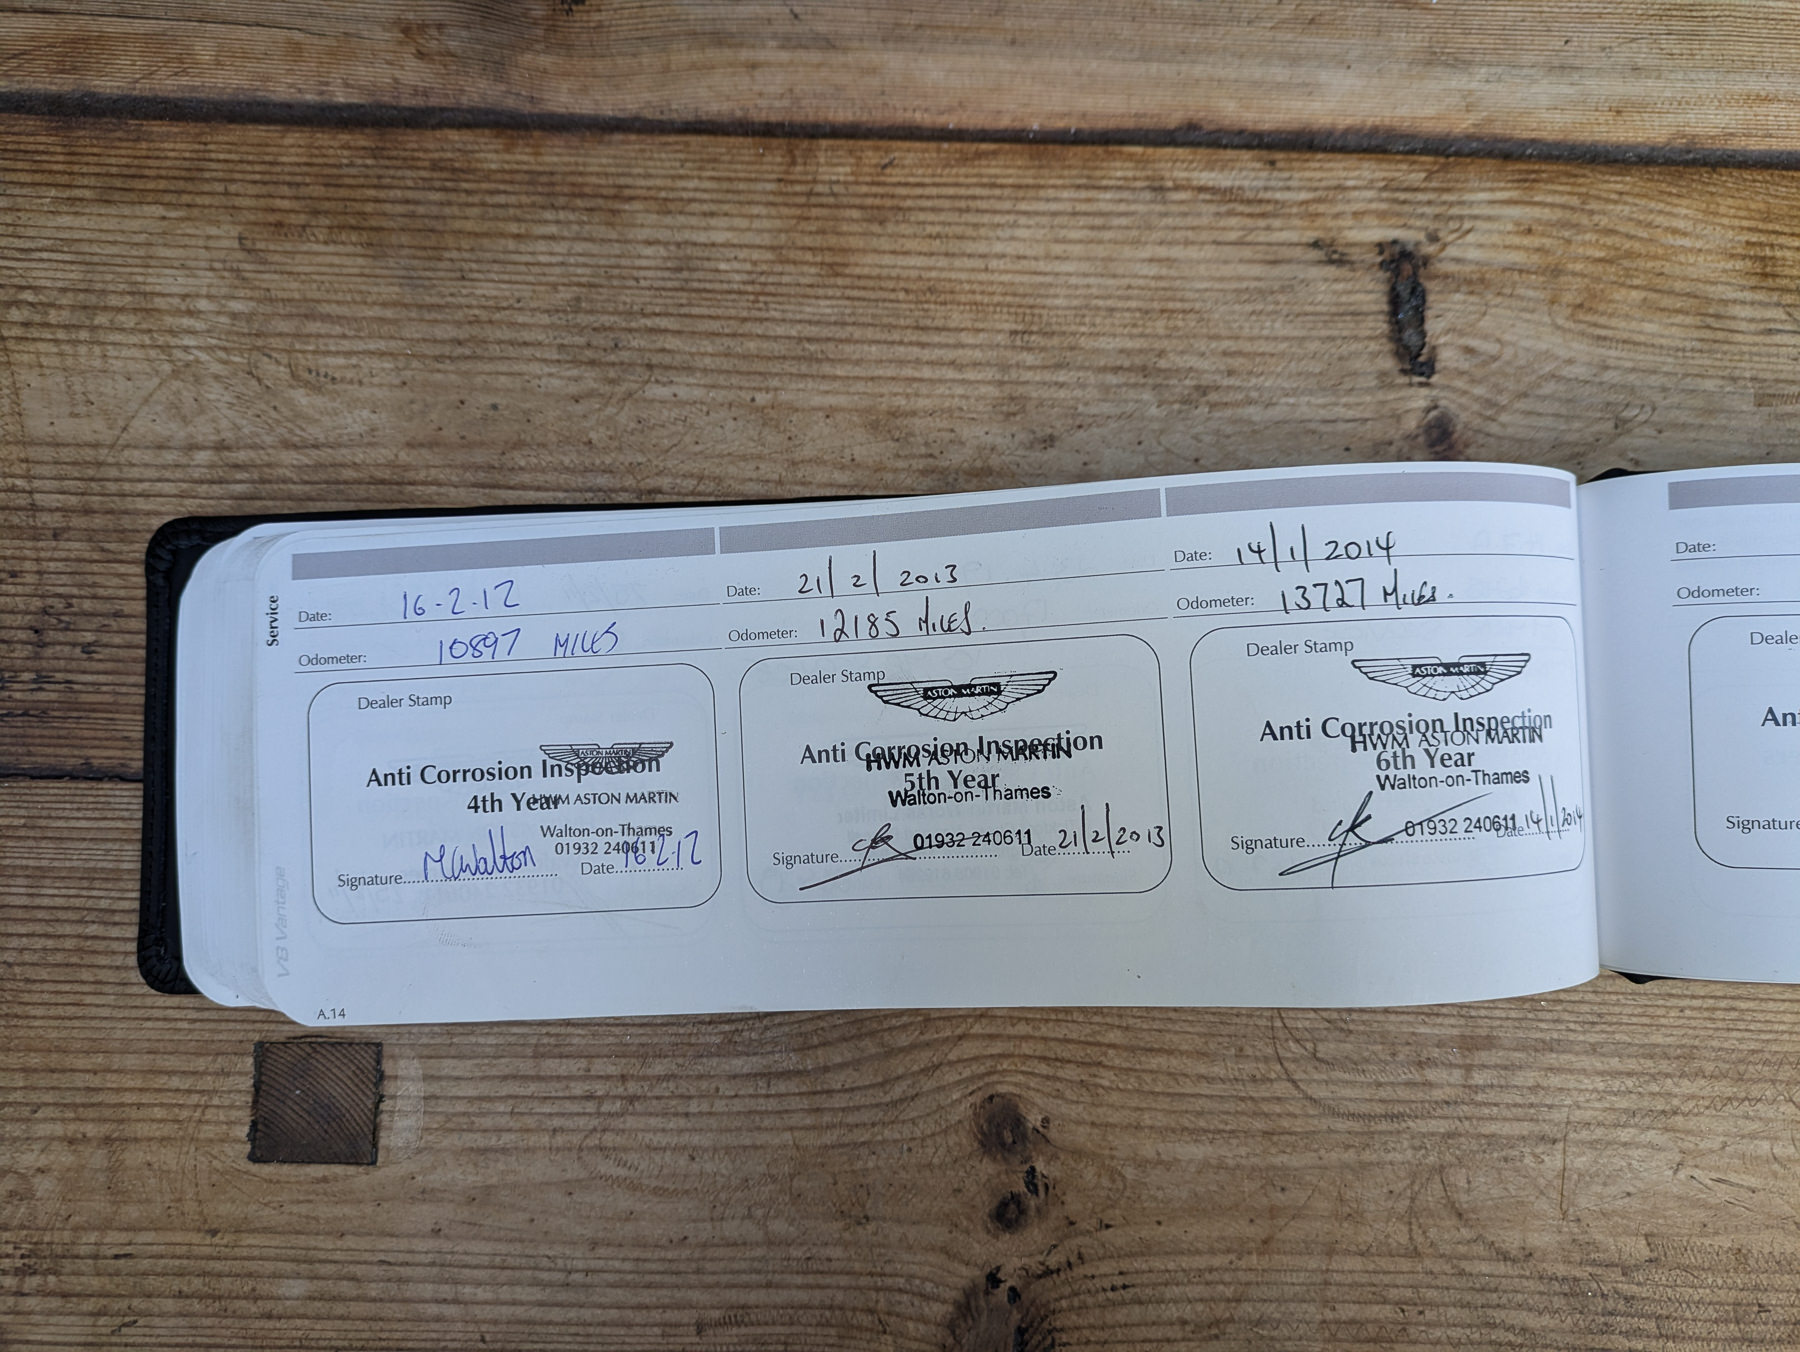 Service
Date: 16-2-12
Odometer: 10897 MILES
Dealer Stamp
ASTON MARTIN
Anti Corrosion Inspection
4th Year
HWM ASTON MARTIN
Walton-on-Thames
01932 240611
Signature MCWalton Date 16.2.12
Date: 21/2/2013
Odometer: 12185 MILES.
Dealer Stamp
ASTON MARTIN
Anti Corrosion Inspection
HWM ASTON MARTIN
5th Year
Walton-on-Thames
01932 240611
Signature Date 21/2/2013
Date: 14/1/2014
Odometer: 13727 MILES.
Dealer Stamp
ASTON MARTIN
Anti Corrosion Inspection
HWM ASTON MARTIN
6th Year
Walton-on-Thames
01932 240611
Signature Date 14/1/2014
V8 Vantage
A.14
Date:
Odometer:
Deale
An
Signature